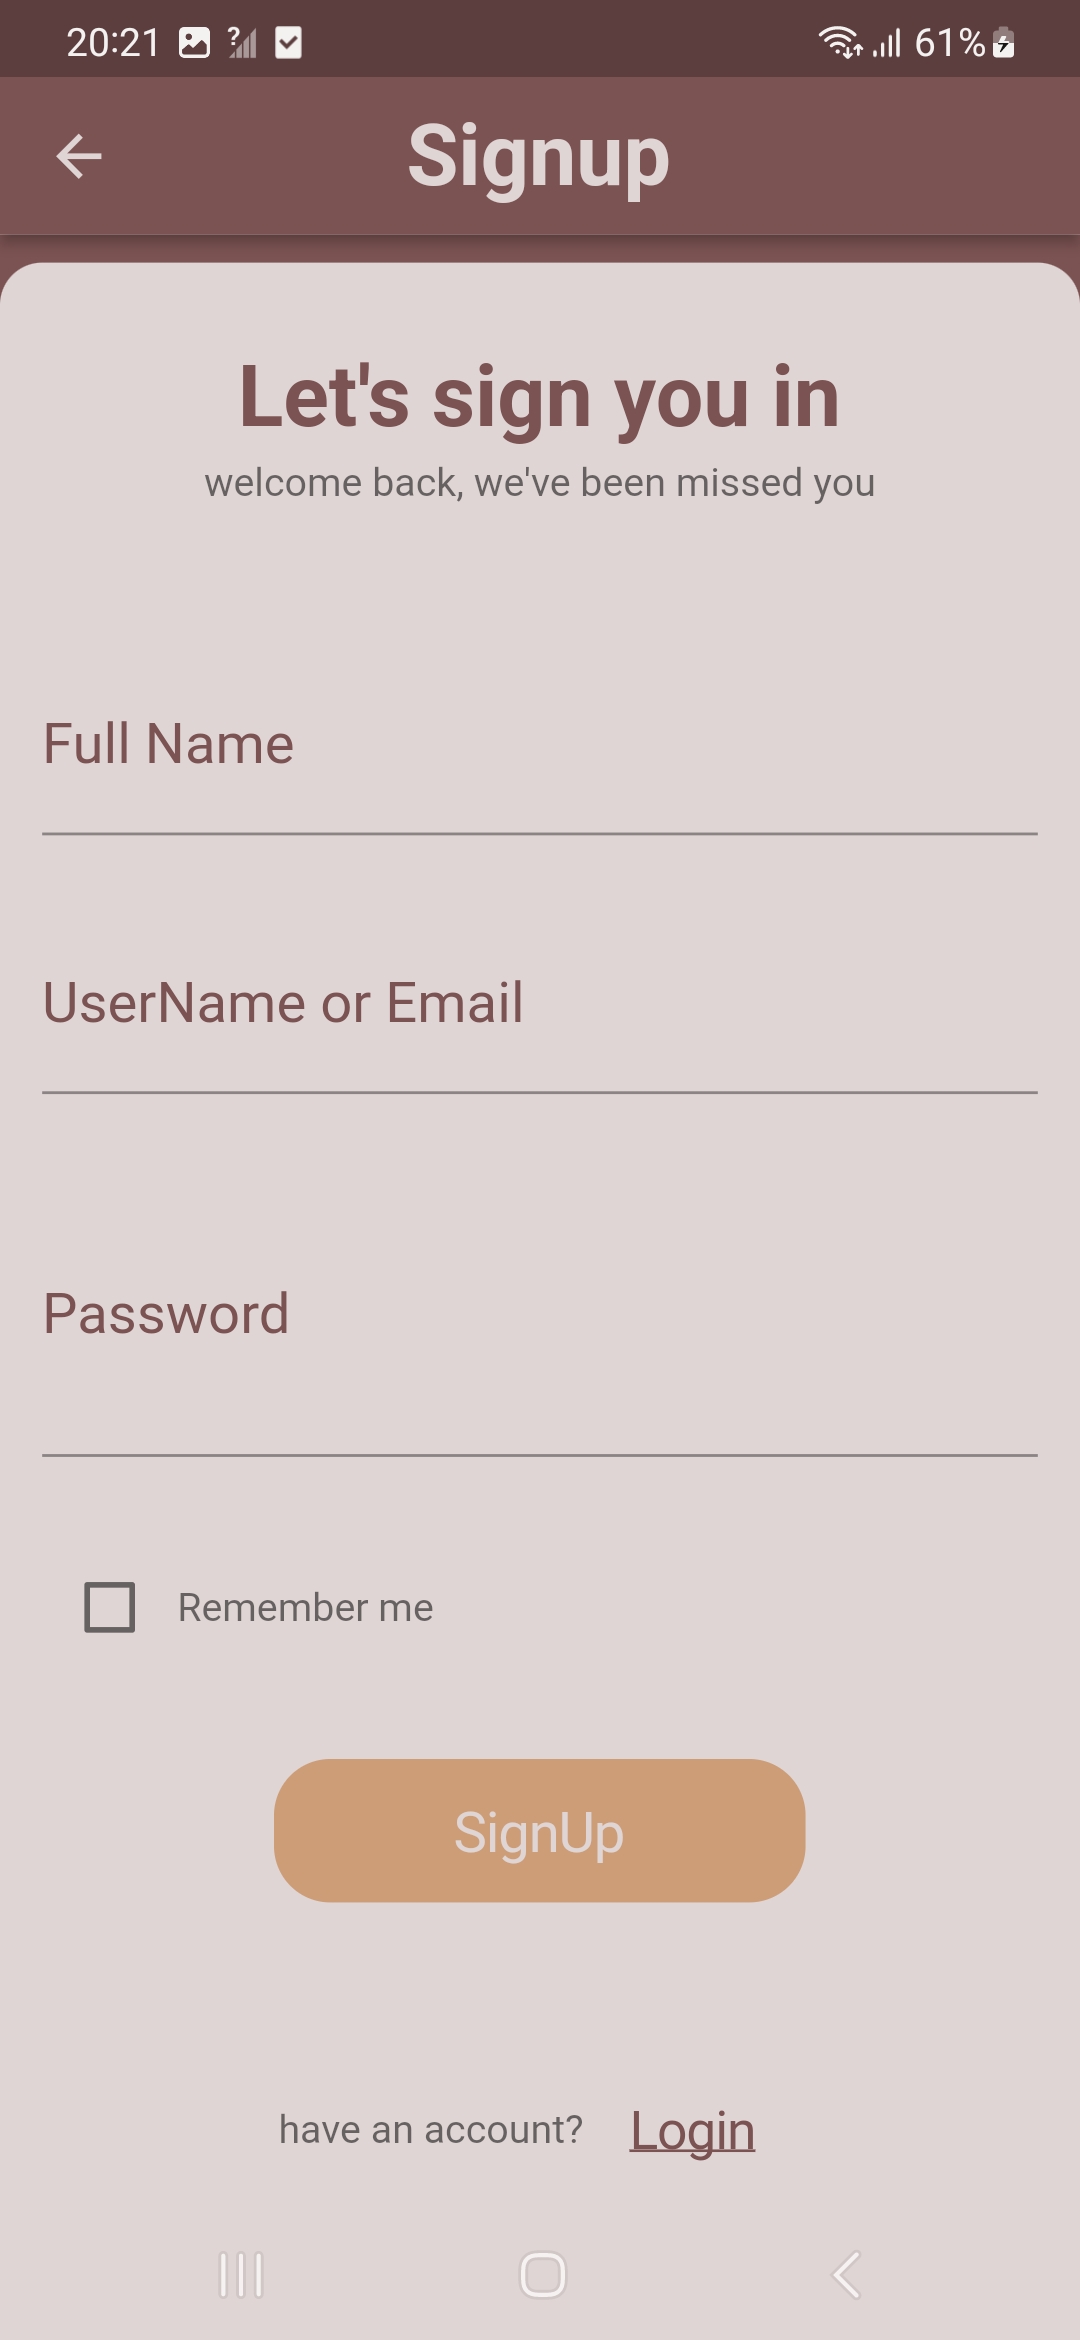 20:21 61%
Signup
Let's sign you in
welcome back, we've been missed you
Full Name
UserName or Email
Password
Remember me
SignUp
have an account? Login